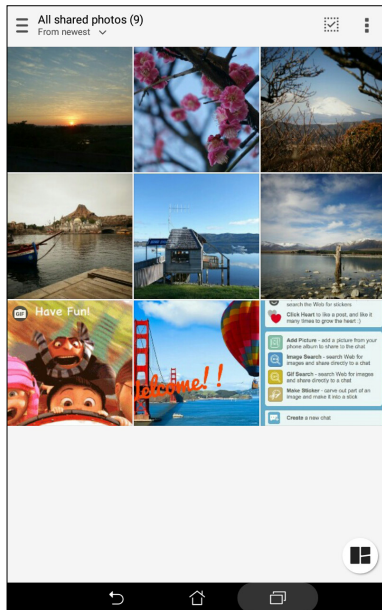 All shared photos (9)
From newest
GIF Have Fun!
Welcome!!
search the Web for stickers
Click Heart to like a post, and like it
many times to grow the heart :)
Add Picture - add a picture from your
phone album to share to the chat
Image Search - search Web for
images and share directly to a chat
Gif Search - search Web for images
and share directly to a chat
Make Sticker - carve out part of an
image and make it into a stick
Create a new chat